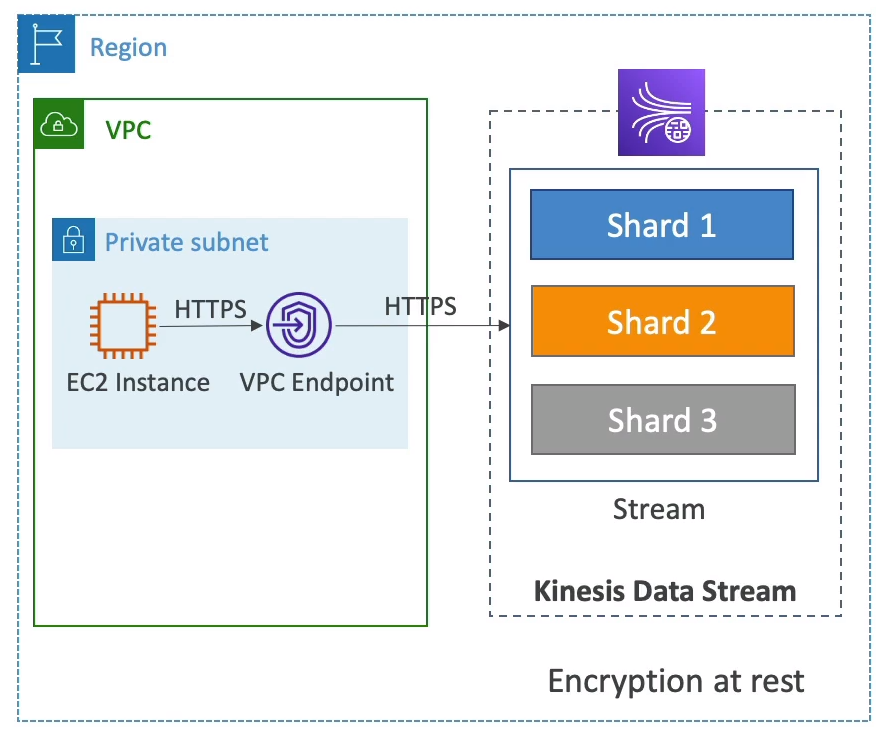 Region
VPC
Private subnet
HTTPS
HTTPS
EC2 Instance
VPC Endpoint
Shard 1
Shard 2
Shard 3
Stream
Kinesis Data Stream
Encryption at rest